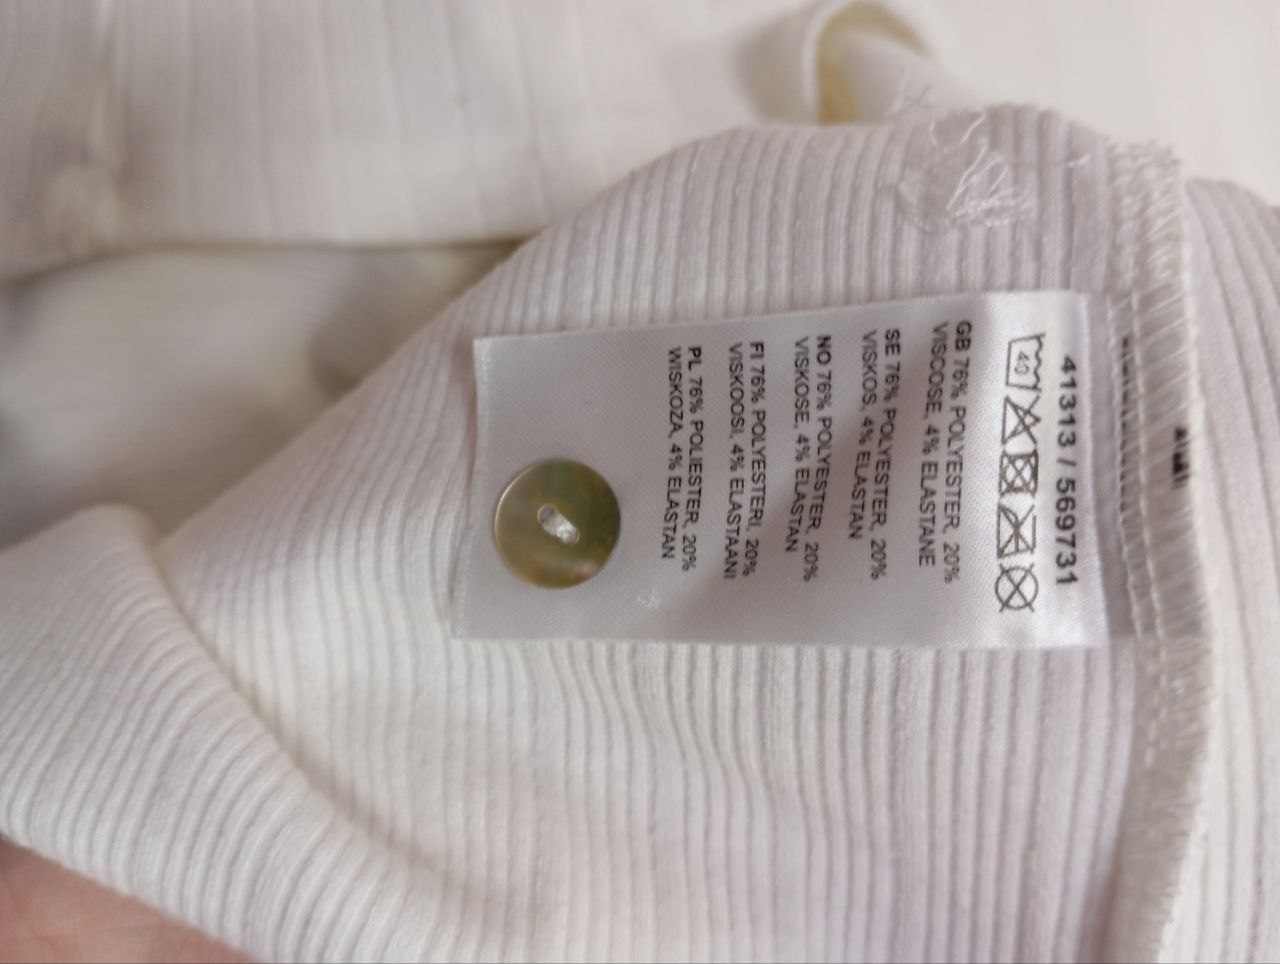 41313 / 569731
40
GB 76% POLYESTER, 20%
VISCOSE, 4% ELASTANE
SE 76% POLYESTER, 20%
VISKOS, 4% ELASTAN
NO 76% POLYESTER, 20%
VISKOSE, 4% ELASTAN
FI 76% POLYESTERI, 20%
VISKOOSI, 4% ELASTAANI
PL 76% POLIESTER, 20%
WISKOZA, 4% ELASTAN